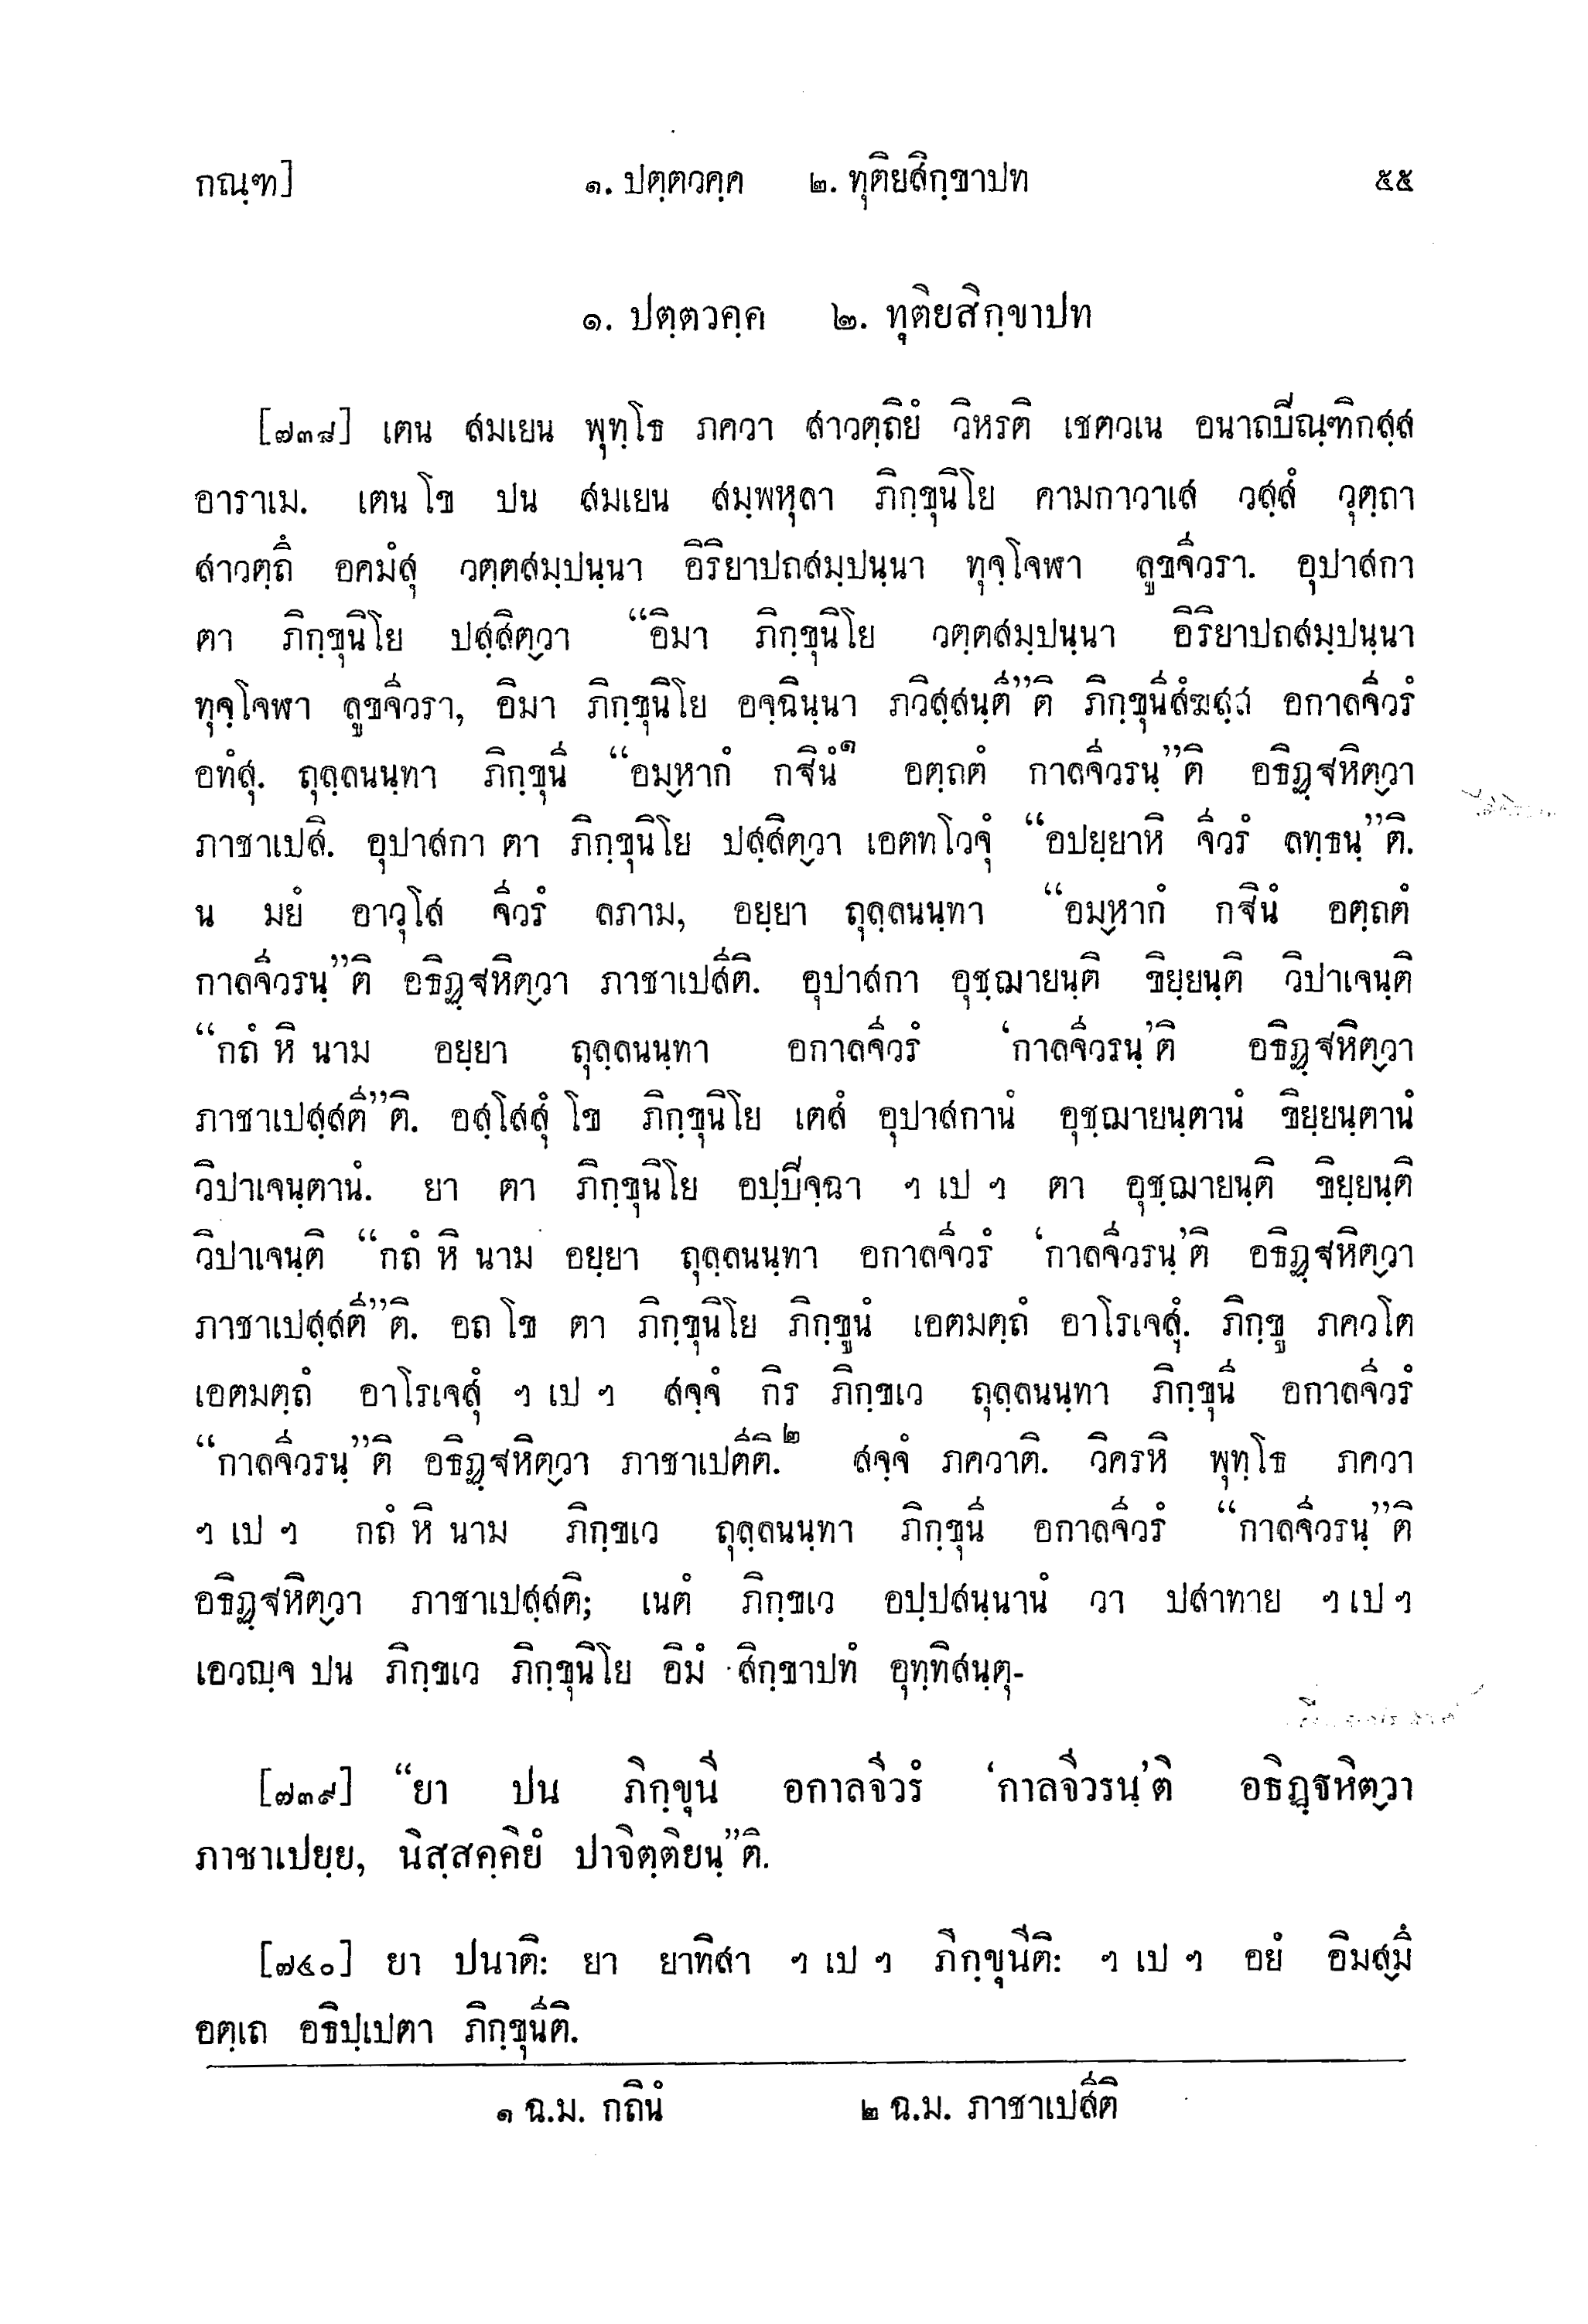 กณฺฑ] ๑. ปตฺตวคฺค ๒. ทุติยสิกฺขาปท ๕๕
๑. ปตฺตวคฺค ๒. ทุติยสิกฺขาปท
[๗๓๘] เตน สมเยน พุทฺโธ ภควา สาวตฺถิยํ วิหรติ เชตวเน อนาถบิณฺฑิกสฺส
อาราเม. เตน โข ปน สมเยน สมฺพหุลา ภิกฺขุนิโย คามกาวาเส วสฺสํ วุตฺถา
สาวตฺถึ อคมํสุ วตฺตสมฺปนฺนา อิริยาปถสมฺปนฺนา ทุจฺโจฬา ลูขจีวรา. อุปาสกา
ตา ภิกฺขุนิโย ปสฺสิตฺวา “อิมา ภิกฺขุนิโย วตฺตสมฺปนฺนา อิริยาปถสมฺปนฺนา
ทุจฺโจฬา ลูขจีวรา, อิมา ภิกฺขุนิโย อจฺฉินฺนา ภวิสฺสนฺตี”ติ ภิกฺขุนีสํฆสฺส อกาลจีวรํ
อทํสุ. ถุลฺลนนฺทา ภิกฺขุนี “อมฺหากํ กฐินํ๑ อตฺถตํ กาลจีวรนฺ”ติ อธิฏฺฐหิตฺวา
ภาชาเปสิ. อุปาสกา ตา ภิกฺขุนิโย ปสฺสิตฺวา เอตทโวจุํ “อปยฺยาหิ จีวรํ ลทฺธนฺ”ติ.
น มยํ อาวุโส จีวรํ ลภาม, อยฺยา ถุลฺลนนฺทา “อมฺหากํ กฐินํ อตฺถตํ
กาลจีวรนฺ”ติ อธิฏฺฐหิตฺวา ภาชาเปสีติ. อุปาสกา อุชฺฌายนฺติ ขิยฺยนฺติ วิปาเจนฺติ
“กถํ หิ นาม อยฺยา ถุลฺลนนฺทา อกาลจีวรํ ‘กาลจีวรนฺ’ติ อธิฏฺฐหิตฺวา
ภาชาเปสฺสตี”ติ. อสฺโสสุํ โข ภิกฺขุนิโย เตสํ อุปาสกานํ อุชฺฌายนฺตานํ ขิยฺยนฺตานํ
วิปาเจนฺตานํ. ยา ตา ภิกฺขุนิโย อปฺปิจฺฉา ฯ เป ฯ ตา อุชฺฌายนฺติ ขิยฺยนฺติ
วิปาเจนฺติ “กถํ หิ นาม อยฺยา ถุลฺลนนฺทา อกาลจีวรํ ‘กาลจีวรนฺ’ติ อธิฏฺฐหิตฺวา
ภาชาเปสฺสตี”ติ. อถ โข ตา ภิกฺขุนิโย ภิกฺขูนํ เอตมตฺถํ อาโรเจสุํ. ภิกฺขู ภควโต
เอตมตฺถํ อาโรเจสุํ ฯ เป ฯ สจฺจํ กิร ภิกฺขเว ถุลฺลนนฺทา ภิกฺขุนี อกาลจีวรํ
“กาลจีวรนฺ”ติ อธิฏฺฐหิตฺวา ภาชาเปตีติ.๒ สจฺจํ ภควาติ. วิครหิ พุทฺโธ ภควา
ฯ เป ฯ กถํ หิ นาม ภิกฺขเว ถุลฺลนนฺทา ภิกฺขุนี อกาลจีวรํ “กาลจีวรนฺ”ติ
อธิฏฺฐหิตฺวา ภาชาเปสฺสติ; เนตํ ภิกฺขเว อปฺปสนฺนานํ วา ปสาทาย ฯ เป ฯ
เอวญฺจ ปน ภิกฺขเว ภิกฺขุนิโย อิมํ สิกฺขาปทํ อุทฺทิสนฺตุ-
[๗๓๙] “ยา ปน ภิกฺขุนี อกาลจีวรํ ‘กาลจีวรนฺ’ติ อธิฏฺฐหิตฺวา
ภาชาเปยฺย, นิสฺสคฺคิยํ ปาจิตฺติยนฺ”ติ.
[๗๔๐] ยา ปนาติ: ยา ยาทิสา ฯ เป ฯ ภิกฺขุนีติ: ฯ เป ฯ อยํ อิมสฺมึ
อตฺเถ อธิปฺเปตา ภิกฺขุนีติ.
๑ ฉ.ม. กถินํ ๒ ฉ.ม. ภาชาเปสีติ